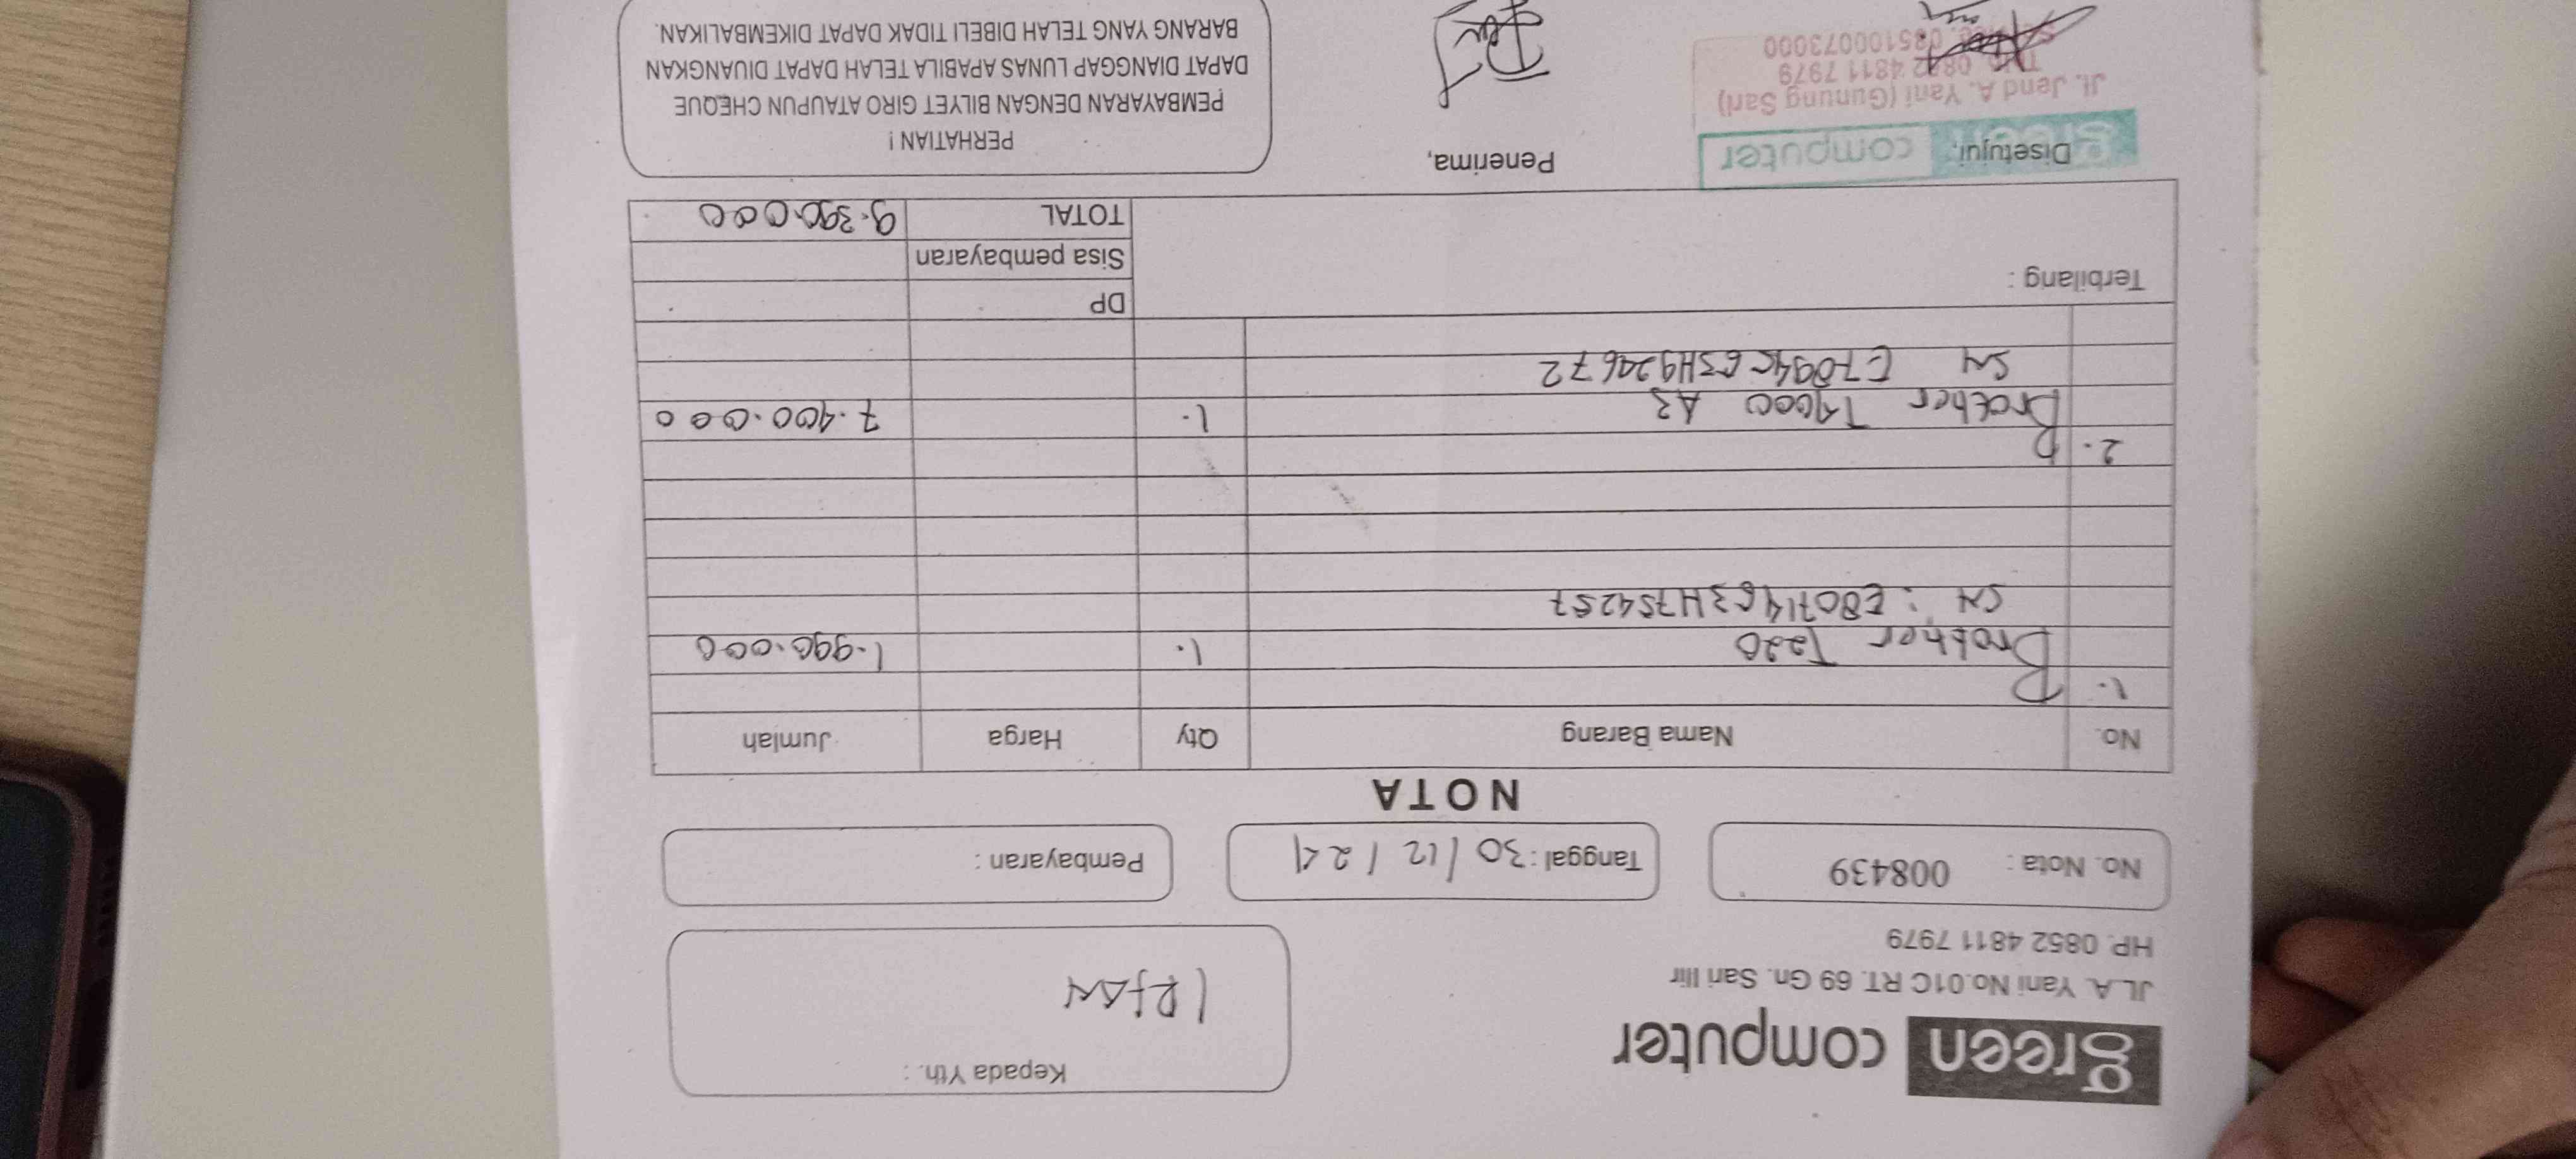 green computer
JL.A. Yani No.01C RT. 69 Gn. Sari Ilir
HP. 0852 4811 7979
Kepada Yth. :
IRFAN
No. Nota : 008439
Tanggal : 30/12/24
Pembayaran :
NOTA
No. Nama Barang Qty Harga Jumlah
1.
Brother T220 1. 1.990.000
SN :
2.
Brother T4000 A3 1. 7.400.000
SN
Terbilang :
DP
Sisa pembayaran
TOTAL 9.390.000
Disetujui,
green computer
Jl. Jend A. Yani (Gunung Sari)
0852 4811 7979
085100073000
Penerima,
PERHATIAN !
PEMBAYARAN DENGAN BILYET GIRO ATAUPUN CHEQUE
DAPAT DIANGGAP LUNAS APABILA TELAH DAPAT DIUANGKAN
BARANG YANG TELAH DIBELI TIDAK DAPAT DIKEMBALIKAN.